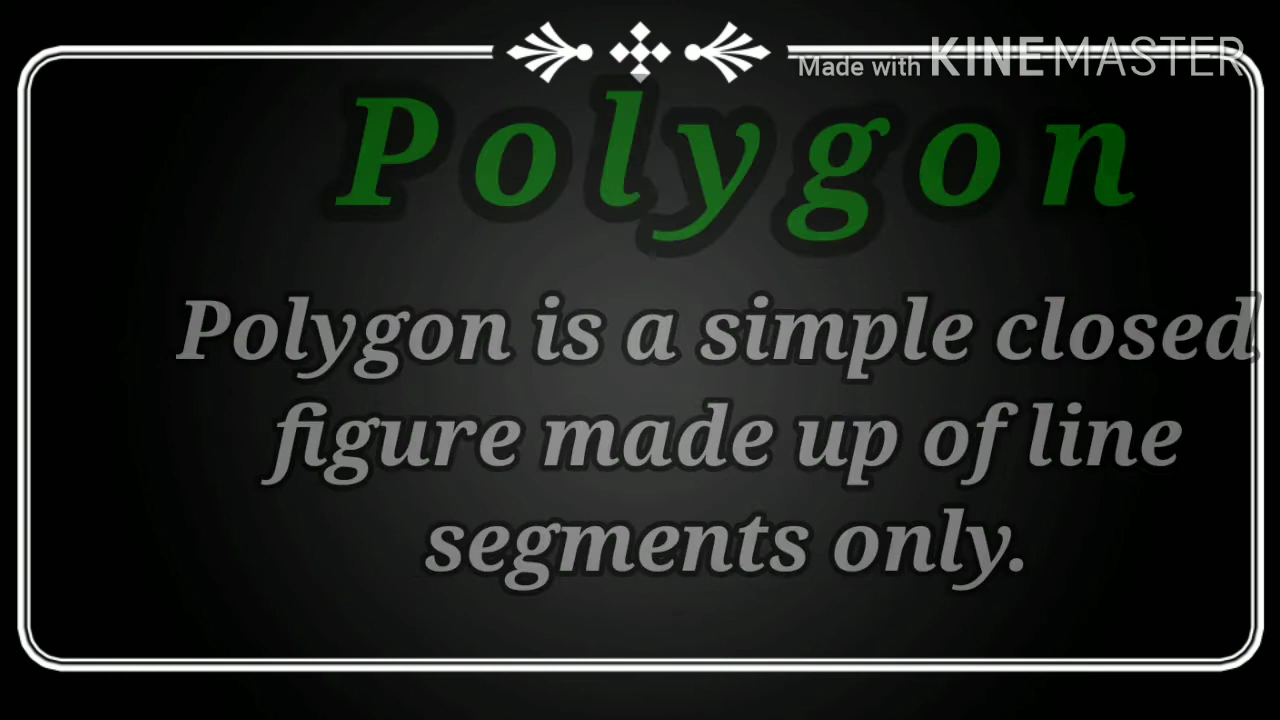 Made with KINEMASTER
Polygon
Polygon is a simple closed
figure made up of line
segments only.